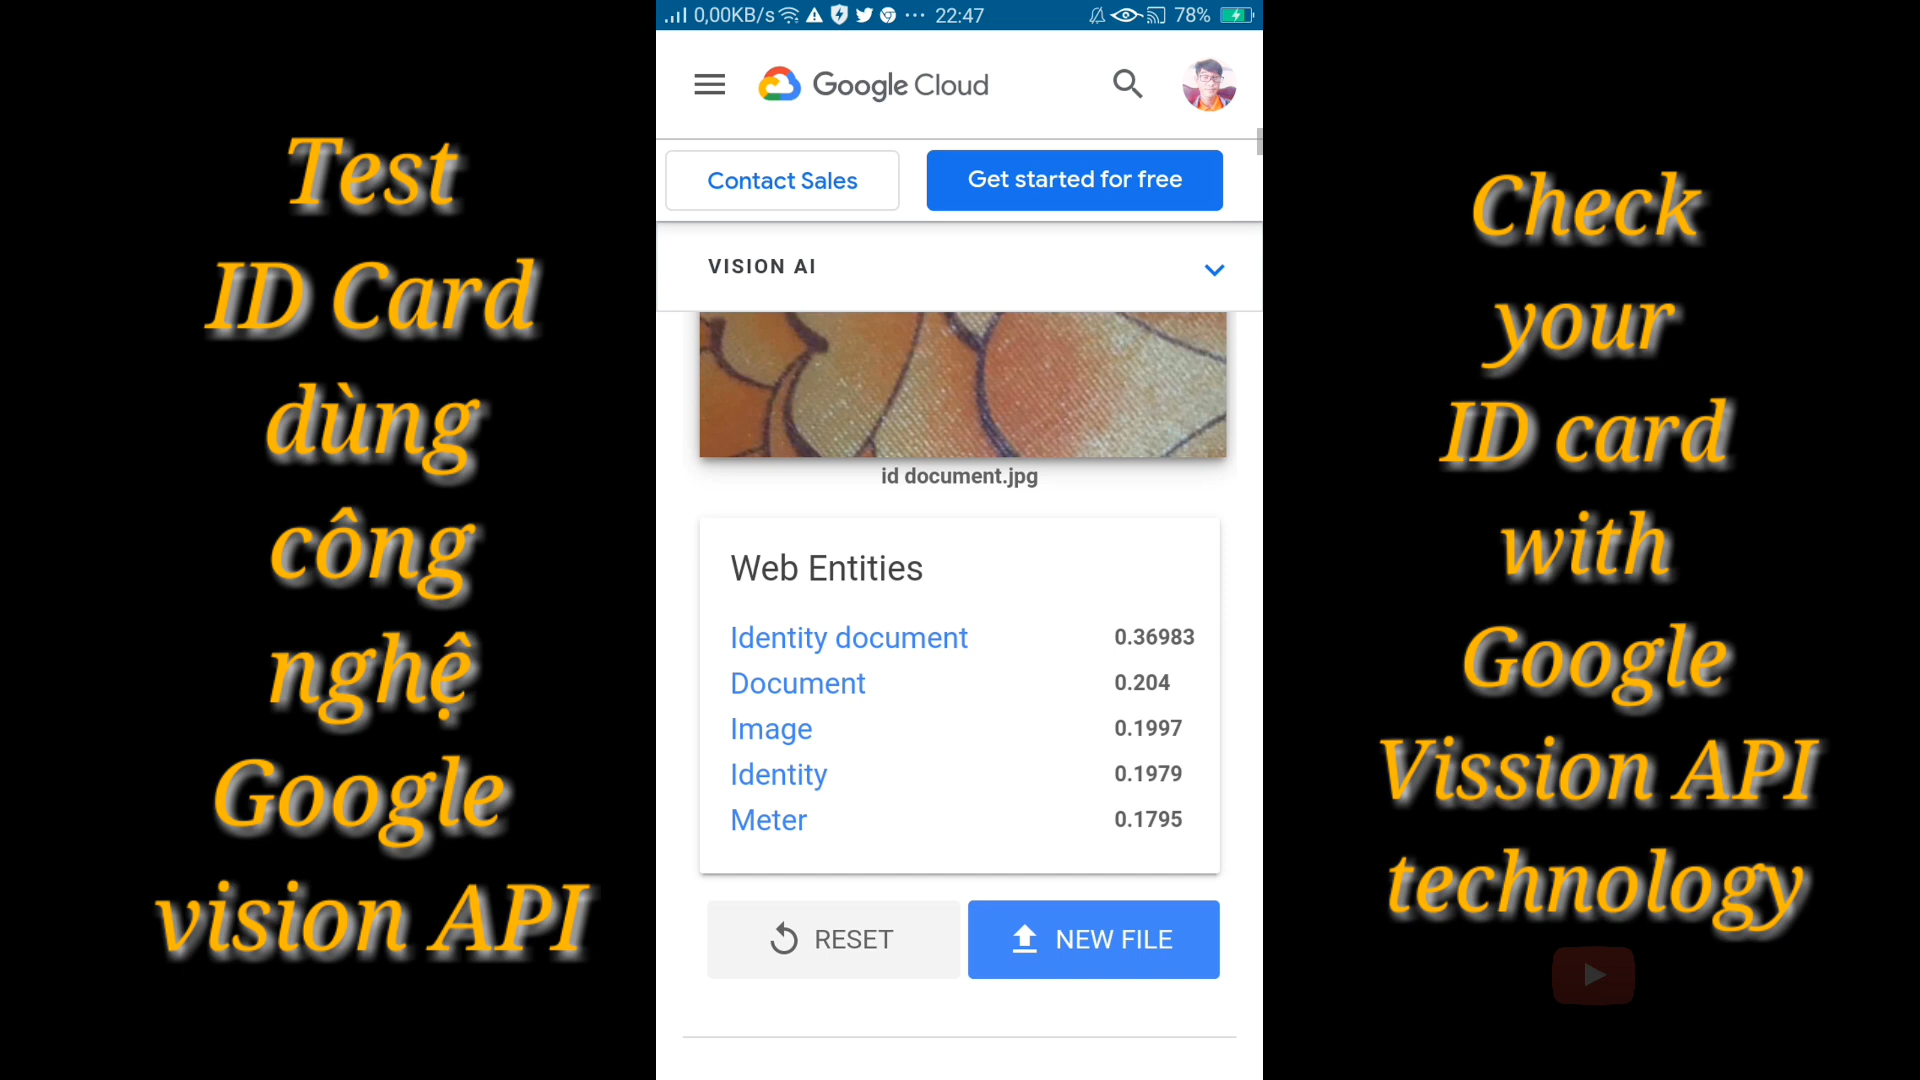 Test
ID Card
dùng
công
nghệ
Google
vision API
0,00KB/s ... 22:47 78%
Google Cloud
Contact Sales
Get started for free
VISION AI
id document.jpg
Web Entities
Identity document 0.36983
Document 0.204
Image 0.1997
Identity 0.1979
Meter 0.1795
RESET
NEW FILE
Check
your
ID card
with
Google
Vission API
technology